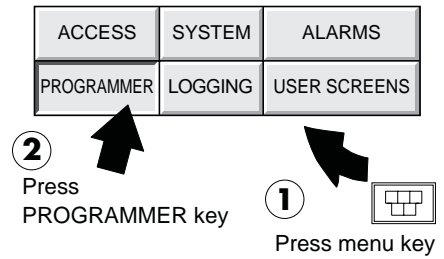 ACCESS SYSTEM ALARMS
PROGRAMMER LOGGING USER SCREENS
2
Press
PROGRAMMER key
1
Press menu key